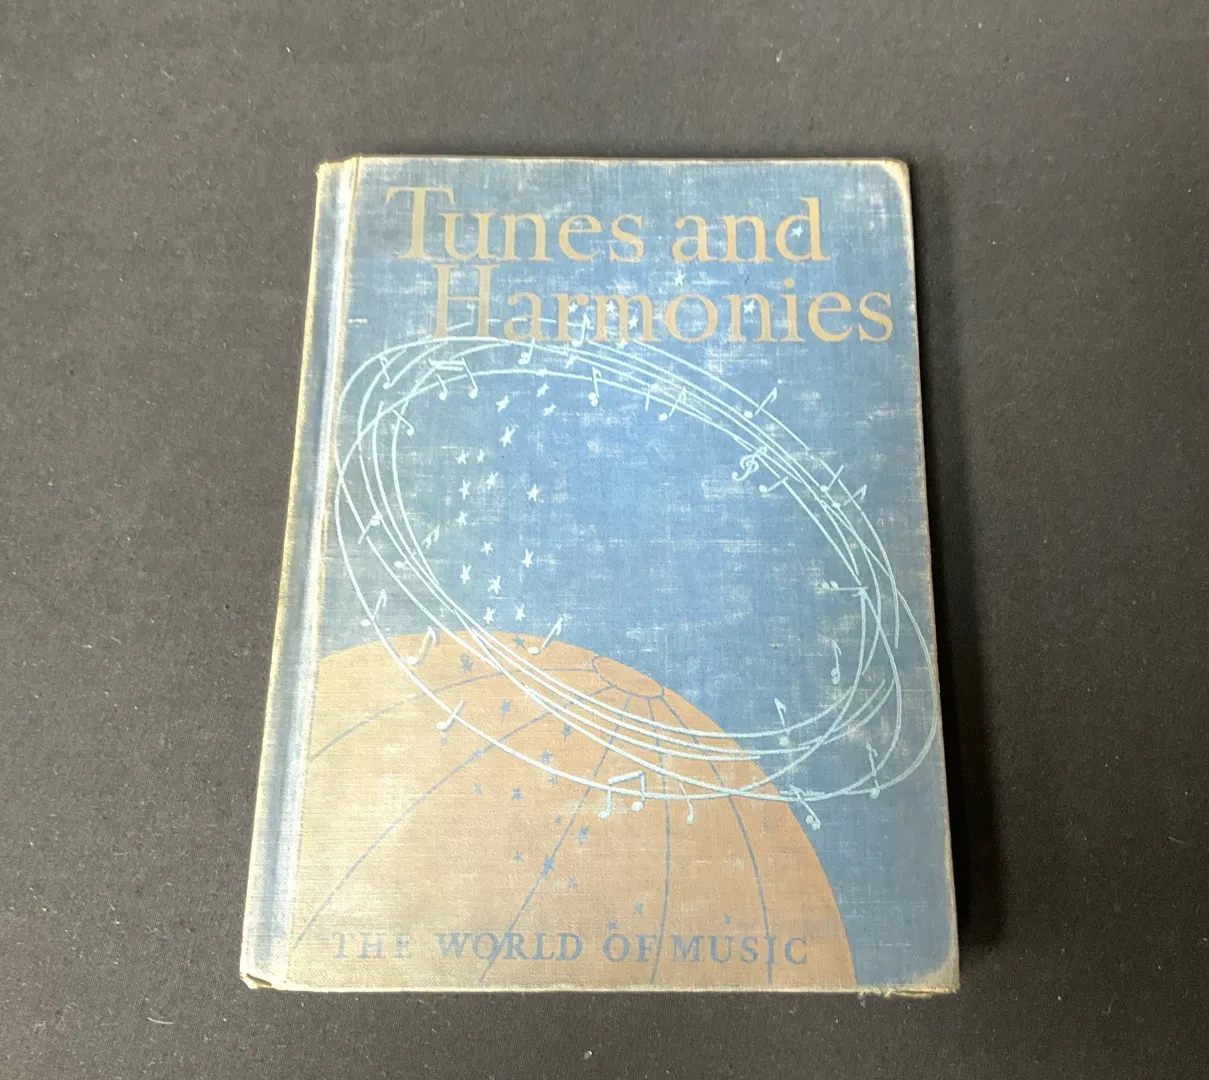 Tunes and
Harmonies
THE WORLD OF MUSIC